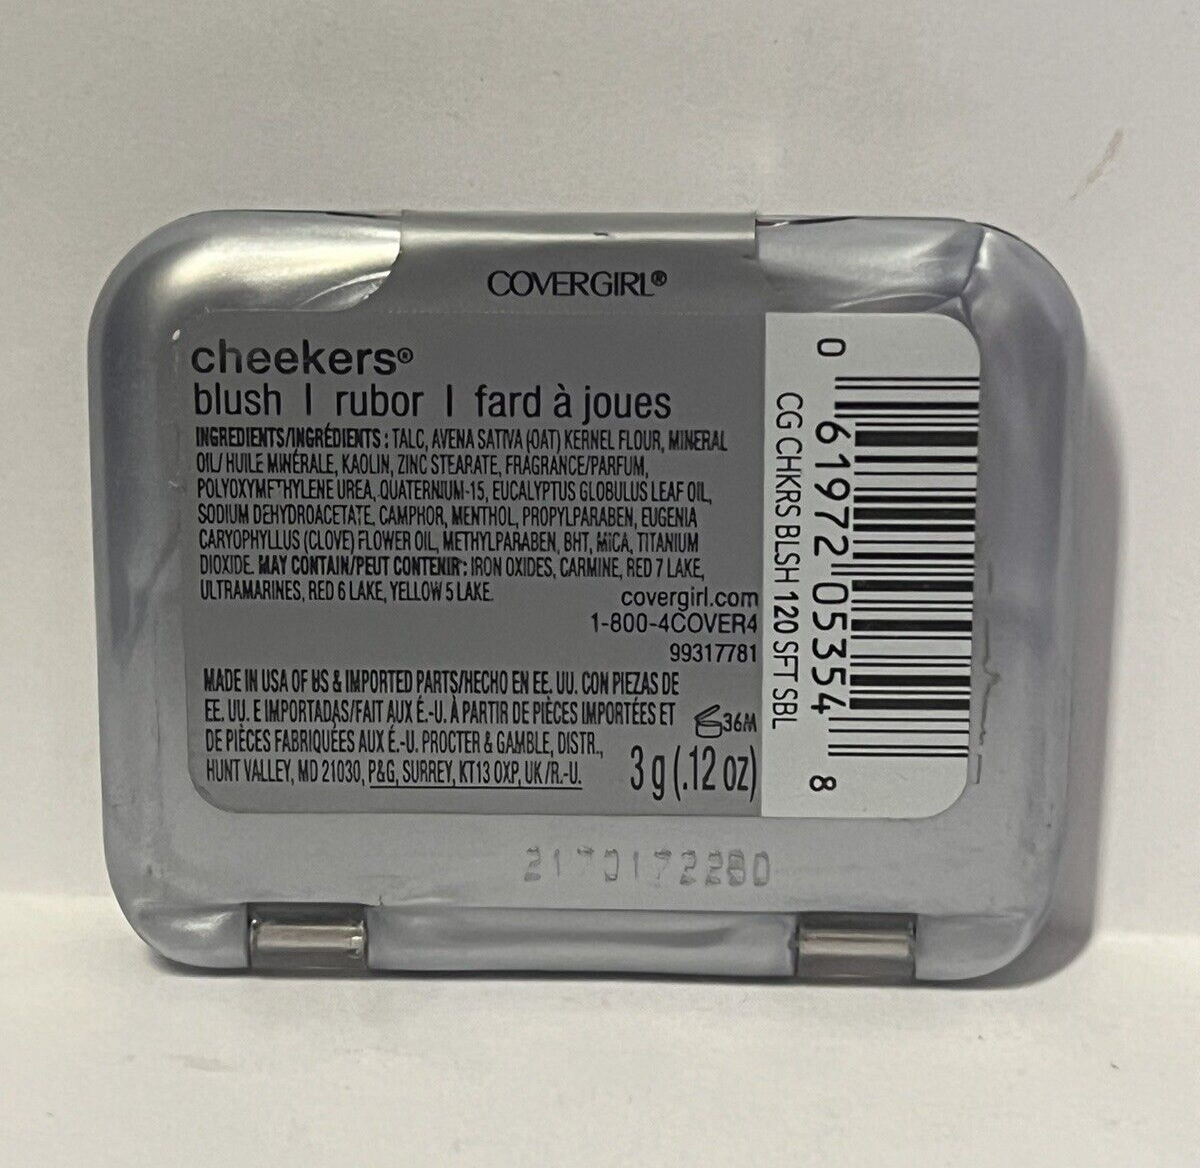 COVERGIRL®
cheekers®
blush | rubor | fard à joues
INGREDIENTS/INGRÉDIENTS : TALC, AVENA SATIVA (OAT) KERNEL FLOUR, MINERAL
OIL/ HUILE MINÉRALE, KAOLIN, ZINC STEARATE, FRAGRANCE/PARFUM,
POLYOXYMETHYLENE UREA, QUATERNIUM-15, EUCALYPTUS GLOBULUS LEAF OIL,
SODIUM DEHYDROACETATE, CAMPHOR, MENTHOL, PROPYLPARABEN, EUGENIA
CARYOPHYLLUS (CLOVE) FLOWER OIL, METHYLPARABEN, BHT, MICA, TITANIUM
DIOXIDE. MAY CONTAIN/PEUT CONTENIR : IRON OXIDES, CARMINE, RED 7 LAKE,
ULTRAMARINES, RED 6 LAKE, YELLOW 5 LAKE.
covergirl.com
1-800-4COVER4
99317781
MADE IN USA OF US & IMPORTED PARTS/HECHO EN EE. UU. CON PIEZAS DE
EE. UU. E IMPORTADAS/FAIT AUX É.-U. À PARTIR DE PIÈCES IMPORTÉES ET
DE PIÈCES FABRIQUÉES AUX É.-U. PROCTER & GAMBLE, DISTR.,
HUNT VALLEY, MD 21030, P&G, SURREY, KT13 0XP, UK /R.-U.
36M
3 g (.12 oz)
CG CHKRS BLSH 120 SFT SBL
0 61972 05354 8